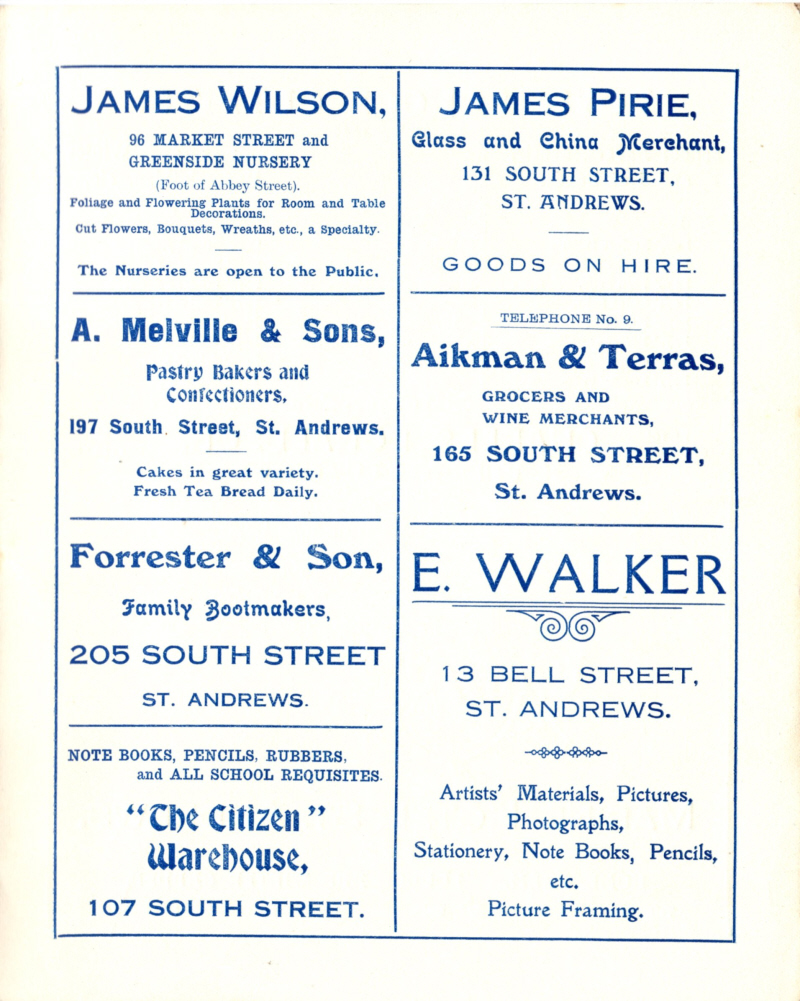 JAMES WILSON,
96 MARKET STREET and
GREENSIDE NURSERY
(Foot of Abbey Street).
Foliage and Flowering Plants for Room and Table
Decorations.
Cut Flowers, Bouquets, Wreaths, etc., a Specialty.
The Nurseries are open to the Public.
A. Melville & Sons,
Pastry Bakers and
Confectioners,
197 South Street, St. Andrews.
Cakes in great variety.
Fresh Tea Bread Daily.
Forrester & Son,
Family Bootmakers,
205 SOUTH STREET
ST. ANDREWS.
NOTE BOOKS, PENCILS, RUBBERS,
and ALL SCHOOL REQUISITES.
"The Citizen"
Warehouse,
107 SOUTH STREET.
JAMES PIRIE,
Glass and China Merchant,
131 SOUTH STREET,
ST. ANDREWS.
GOODS ON HIRE.
TELEPHONE No. 9.
Aikman & Terras,
GROCERS AND
WINE MERCHANTS,
165 SOUTH STREET,
St. Andrews.
E. WALKER
13 BELL STREET,
ST. ANDREWS.
Artists' Materials, Pictures,
Photographs,
Stationery, Note Books, Pencils,
etc.
Picture Framing.